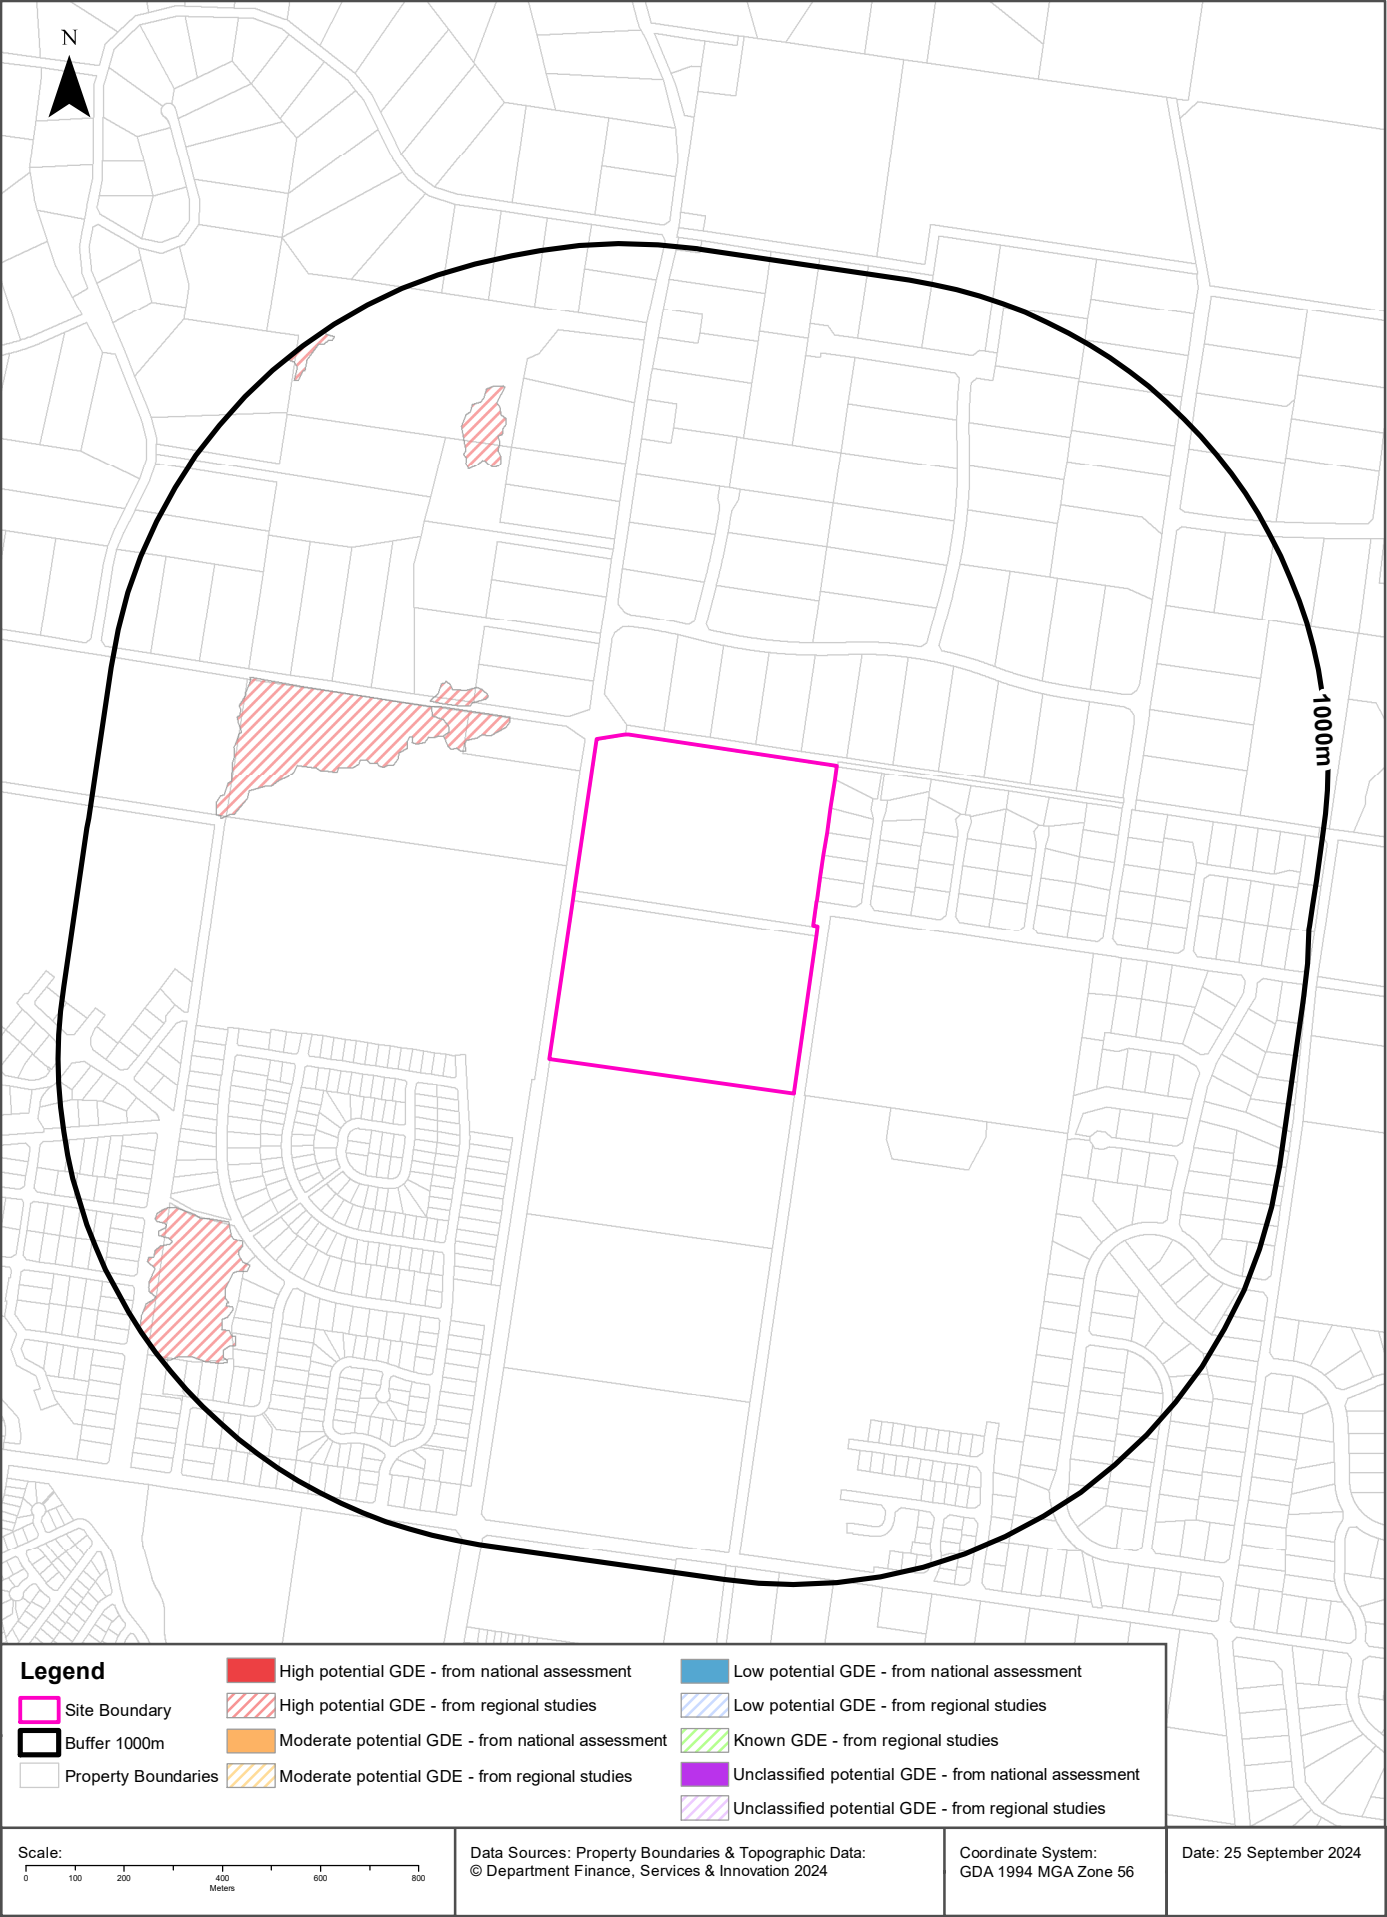 N
1000m
Legend
Site Boundary
Buffer 1000m
Property Boundaries
High potential GDE - from national assessment
High potential GDE - from regional studies
Moderate potential GDE - from national assessment
Moderate potential GDE - from regional studies
Low potential GDE - from national assessment
Low potential GDE - from regional studies
Known GDE - from regional studies
Unclassified potential GDE - from national assessment
Unclassified potential GDE - from regional studies
Scale:
0 100 200 400 600 800
Meters
Data Sources: Property Boundaries & Topographic Data:
© Department Finance, Services & Innovation 2024
Coordinate System:
GDA 1994 MGA Zone 56
Date: 25 September 2024